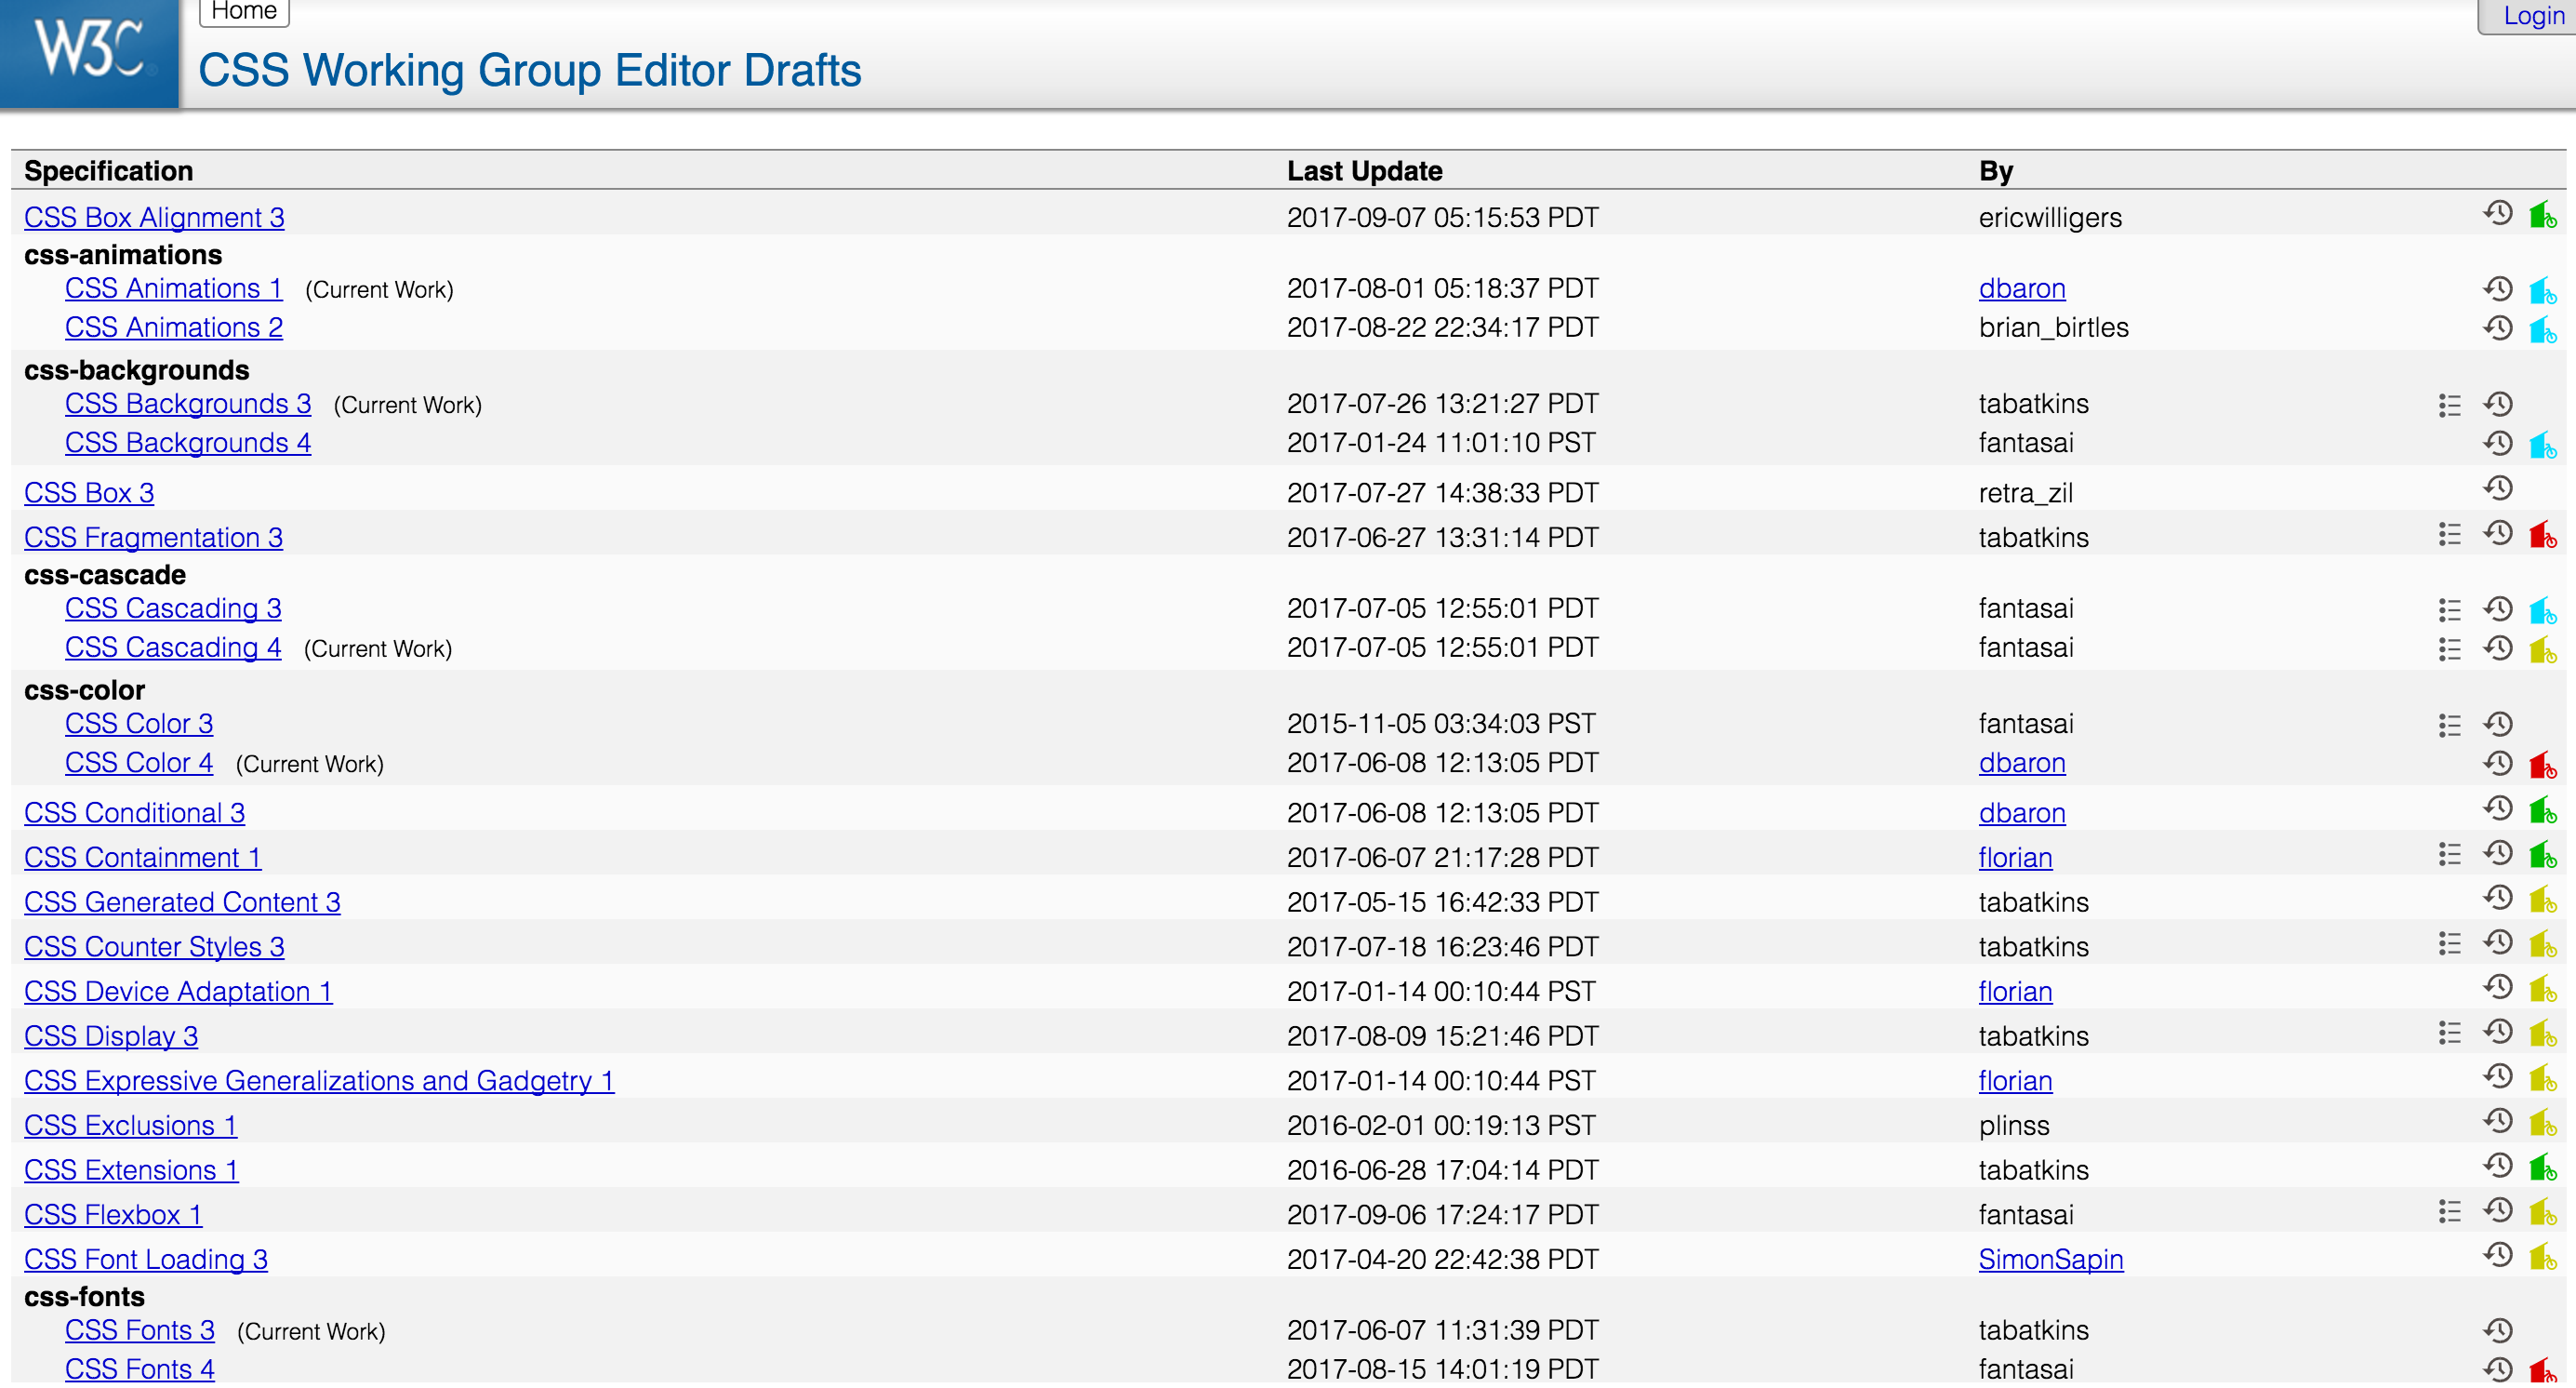 W3C
Home
Login
CSS Working Group Editor Drafts
Specification Last Update By
CSS Box Alignment 3 2017-09-07 05:15:53 PDT ericwilligers
css-animations
CSS Animations 1 (Current Work) 2017-08-01 05:18:37 PDT dbaron
CSS Animations 2 2017-08-22 22:34:17 PDT brian_birtles
css-backgrounds
CSS Backgrounds 3 (Current Work) 2017-07-26 13:21:27 PDT tabatkins
CSS Backgrounds 4 2017-01-24 11:01:10 PST fantasai
CSS Box 3 2017-07-27 14:38:33 PDT retra_zil
CSS Fragmentation 3 2017-06-27 13:31:14 PDT tabatkins
css-cascade
CSS Cascading 3 2017-07-05 12:55:01 PDT fantasai
CSS Cascading 4 (Current Work) 2017-07-05 12:55:01 PDT fantasai
css-color
CSS Color 3 2015-11-05 03:34:03 PST fantasai
CSS Color 4 (Current Work) 2017-06-08 12:13:05 PDT dbaron
CSS Conditional 3 2017-06-08 12:13:05 PDT dbaron
CSS Containment 1 2017-06-07 21:17:28 PDT florian
CSS Generated Content 3 2017-05-15 16:42:33 PDT tabatkins
CSS Counter Styles 3 2017-07-18 16:23:46 PDT tabatkins
CSS Device Adaptation 1 2017-01-14 00:10:44 PST florian
CSS Display 3 2017-08-09 15:21:46 PDT tabatkins
CSS Expressive Generalizations and Gadgetry 1 2017-01-14 00:10:44 PST florian
CSS Exclusions 1 2016-02-01 00:19:13 PST plinss
CSS Extensions 1 2016-06-28 17:04:14 PDT tabatkins
CSS Flexbox 1 2017-09-06 17:24:17 PDT fantasai
CSS Font Loading 3 2017-04-20 22:42:38 PDT SimonSapin
css-fonts
CSS Fonts 3 (Current Work) 2017-06-07 11:31:39 PDT tabatkins
CSS Fonts 4 2017-08-15 14:01:19 PDT fantasai